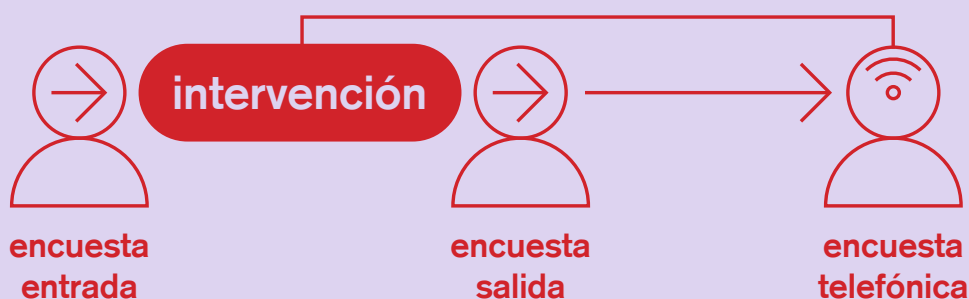 intervención
encuesta
entrada
encuesta
salida
encuesta
telefónica